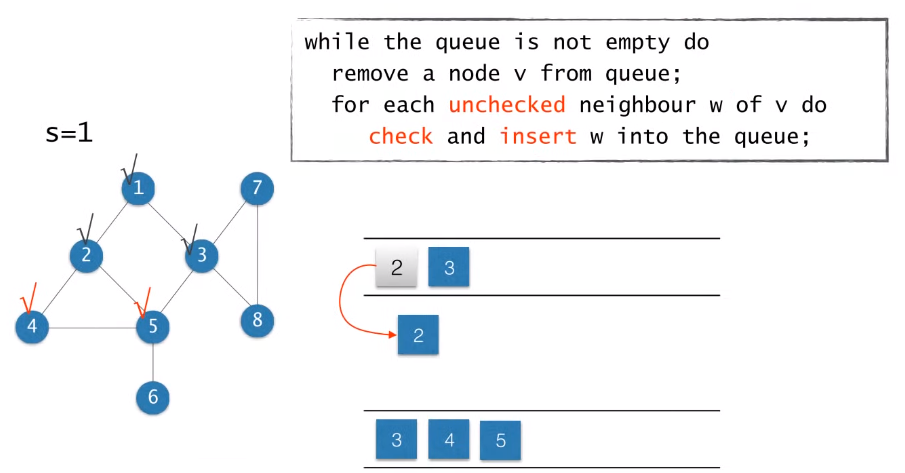 while the queue is not empty do
remove a node v from queue;
for each unchecked neighbour w of v do
check and insert w into the queue;
s=1
1
7
2
3
4
5
8
6
2 3
2
3 4 5